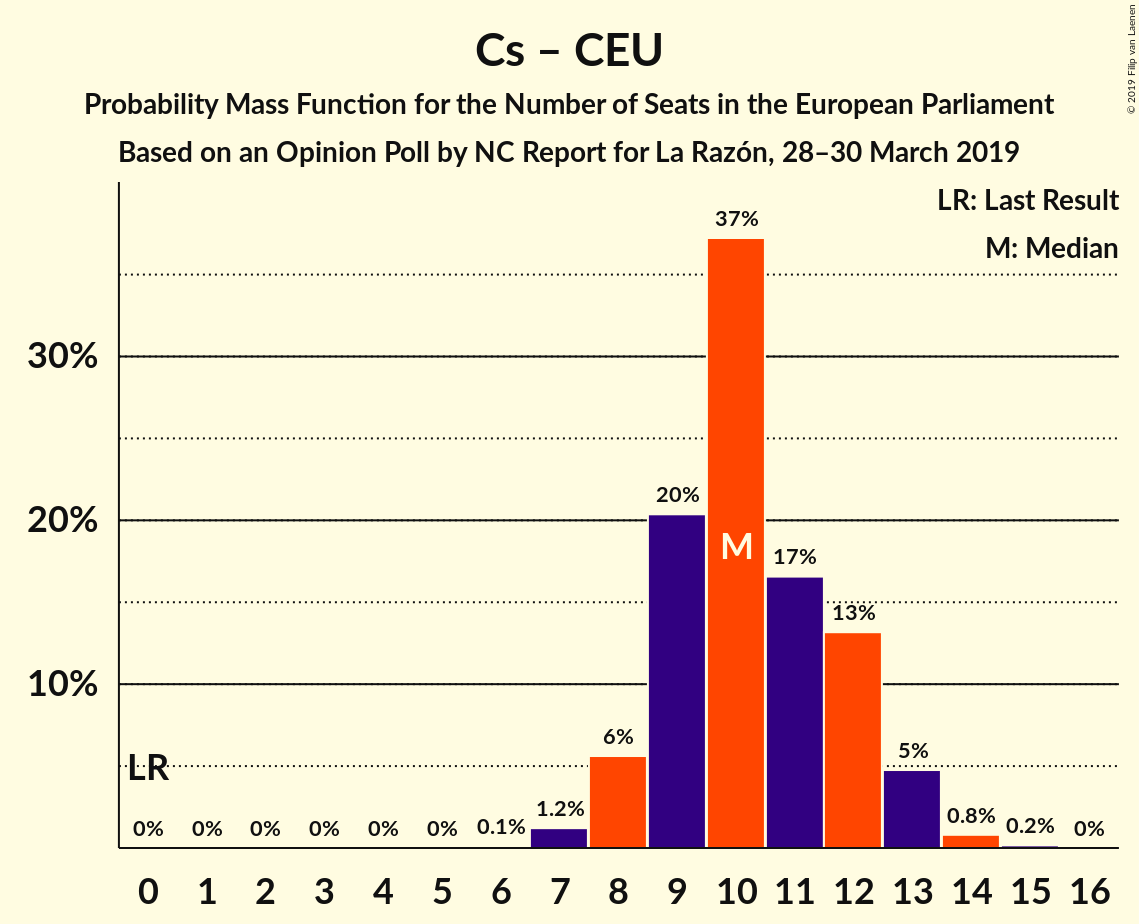 Cs – CEU
Probability Mass Function for the Number of Seats in the European Parliament
Based on an Opinion Poll by NC Report for La Razón, 28–30 March 2019
© 2019 Filip van Laenen
LR: Last Result
M: Median
37%
30%
20%
20%
M
17%
13%
10%
6%
5%
LR
0%
0%
0%
0%
0%
0%
0.1%
1.2%
0.8%
0.2%
0%
0 1 2 3 4 5 6 7 8 9 10 11 12 13 14 15 16